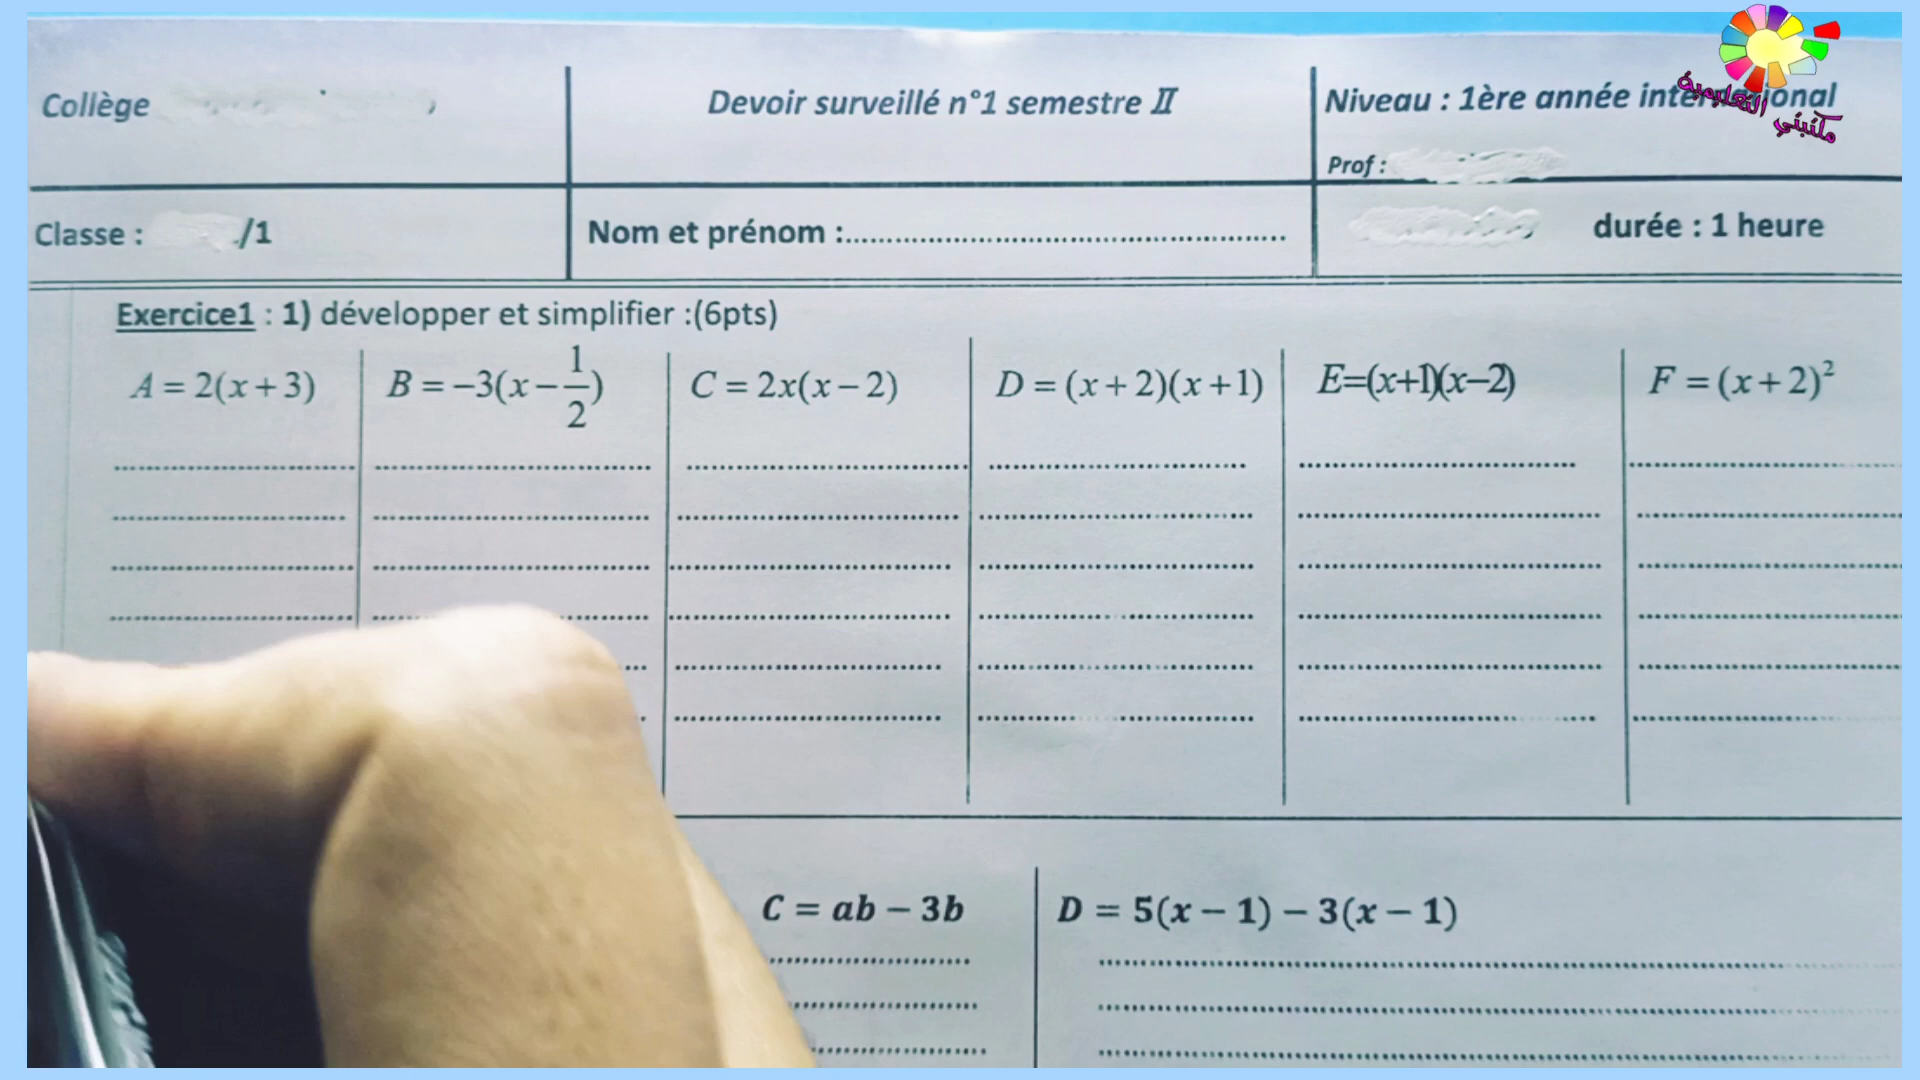 Collège
Devoir surveillé n°1 semestre II
Niveau : 1ère année international
Prof :
Classe : /1
Nom et prénom :..................................................
durée : 1 heure
Exercice1 : 1) développer et simplifier :(6pts)
A = 2(x+3)
B = −3(x−1/2)
C = 2x(x−2)
D = (x+2)(x+1)
E=(x+1)(x−2)
F = (x+2)²
C = ab − 3b
D = 5(x − 1) − 3(x − 1)
مكتبتي التعليمية